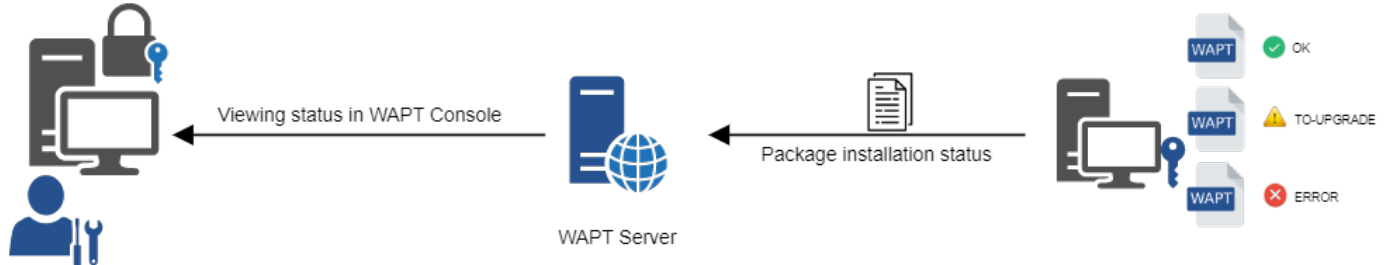 WAPT
OK
Viewing status in WAPT Console
WAPT
TO-UPGRADE
Package installation status
WAPT
ERROR
WAPT Server